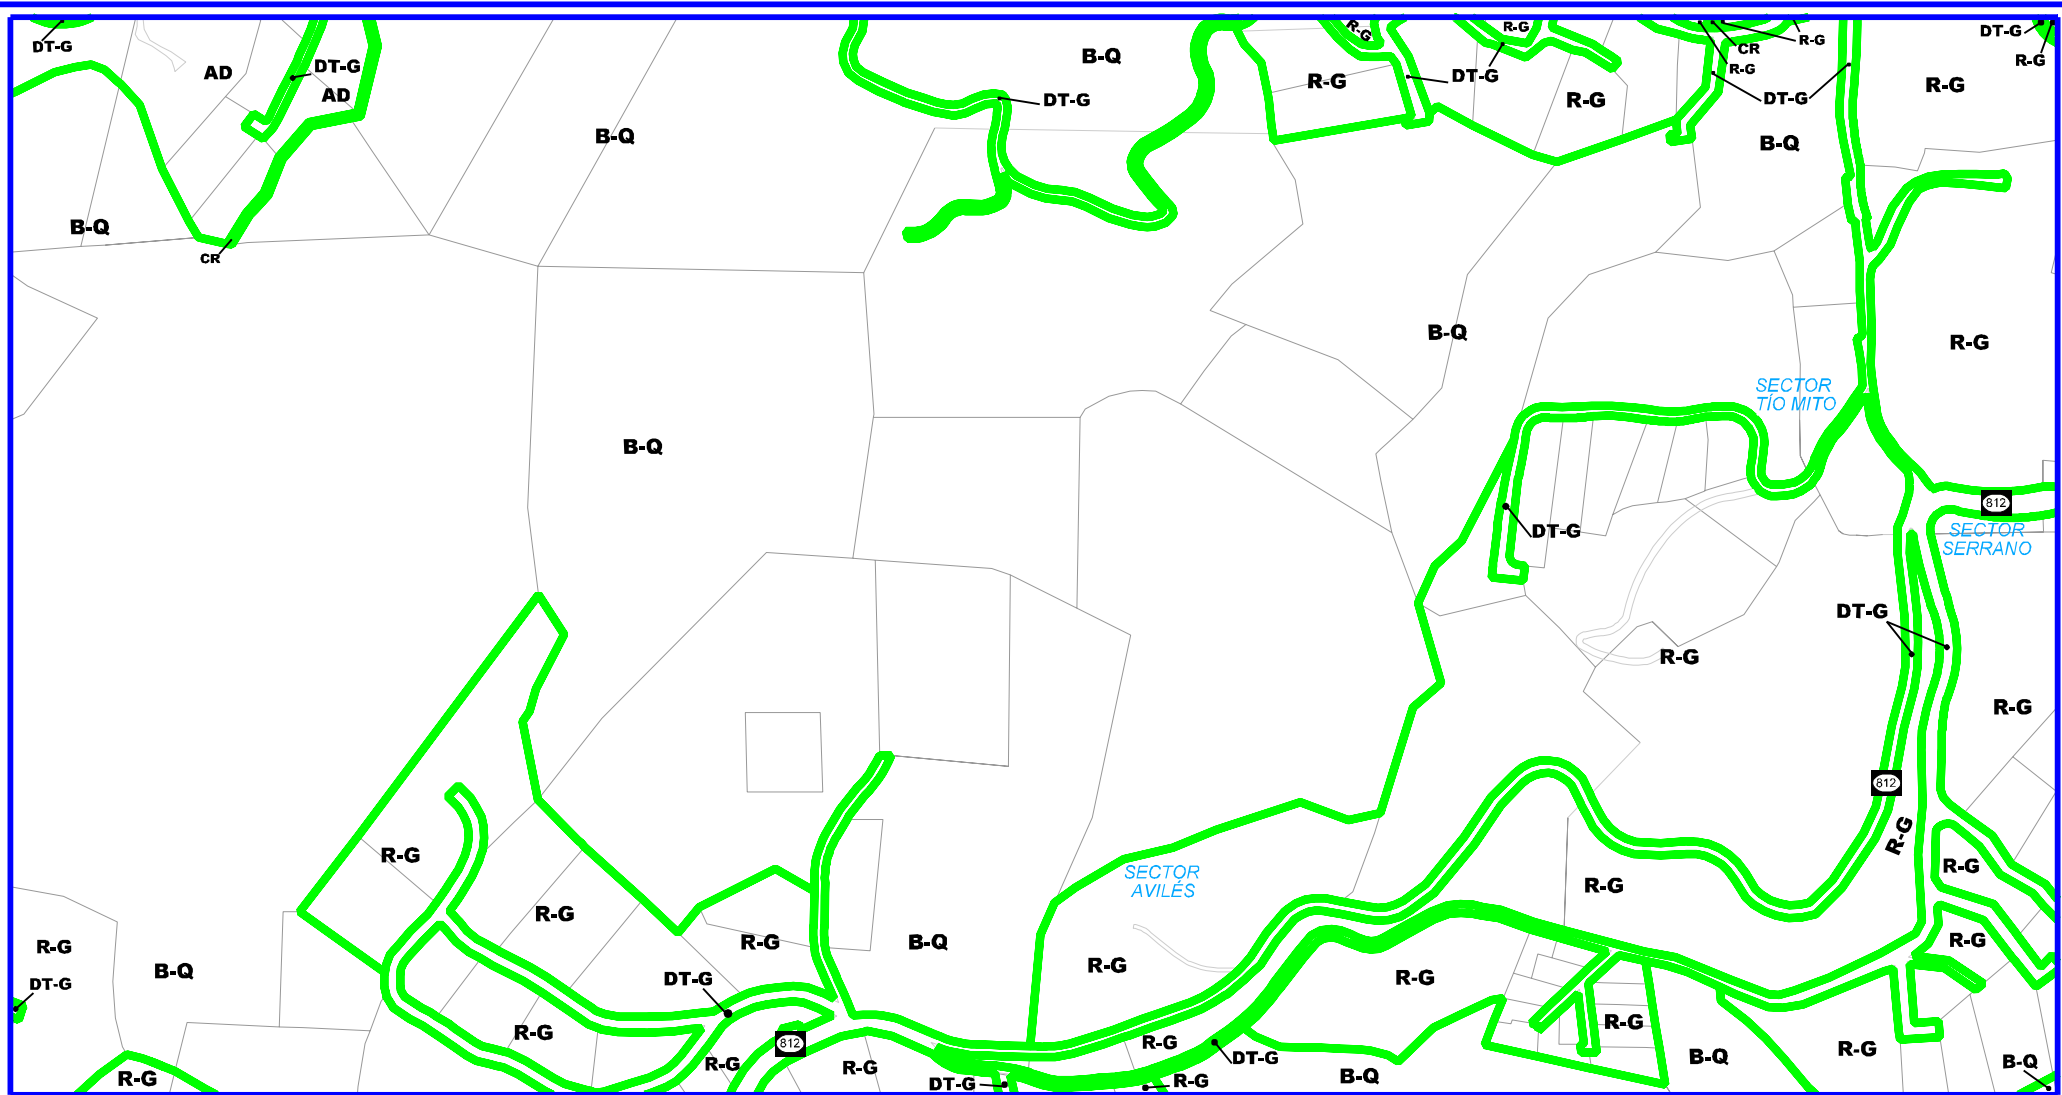 DT-G
AD
DT-G
AD
B-Q
B-Q
CR
B-Q
DT-G
R-G
R-G
DT-G
R-G
R-G
CR
R-G
R-G
DT-G
B-Q
DT-G
R-G
R-G
B-Q
R-G
SECTOR
TÍO MITO
B-Q
812
DT-G
SECTOR
SERRANO
DT-G
R-G
R-G
812
R-G
R-G
R-G
SECTOR
AVILÉS
R-G
R-G
R-G
B-Q
R-G
R-G
R-G
B-Q
R-G
R-G
DT-G
DT-G
R-G
R-G
812
R-G
R-G
R-G
DT-G
B-Q
R-G
B-Q
R-G
R-G
DT-G
R-G
B-Q